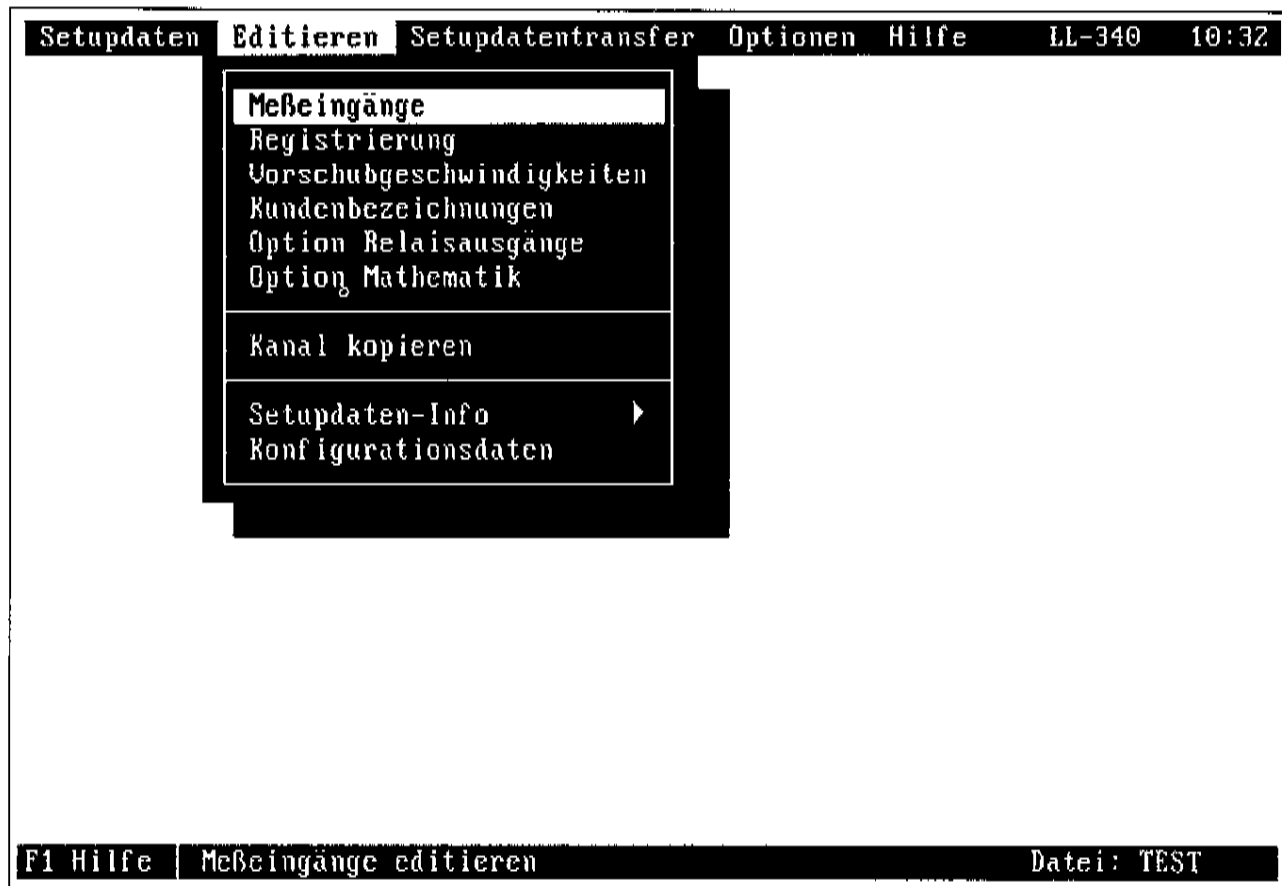 Setupdaten Editieren Setupdatentransfer Optionen Hilfe LL-340 10:32
Meßeingänge
Registrierung
Vorschubgeschwindigkeiten
Kundenbezeichnungen
Option Relaisausgänge
Option Mathematik
Kanal kopieren
Setupdaten-Info
Konfigurationsdaten
F1 Hilfe | Meßeingänge editieren Datei: TEST